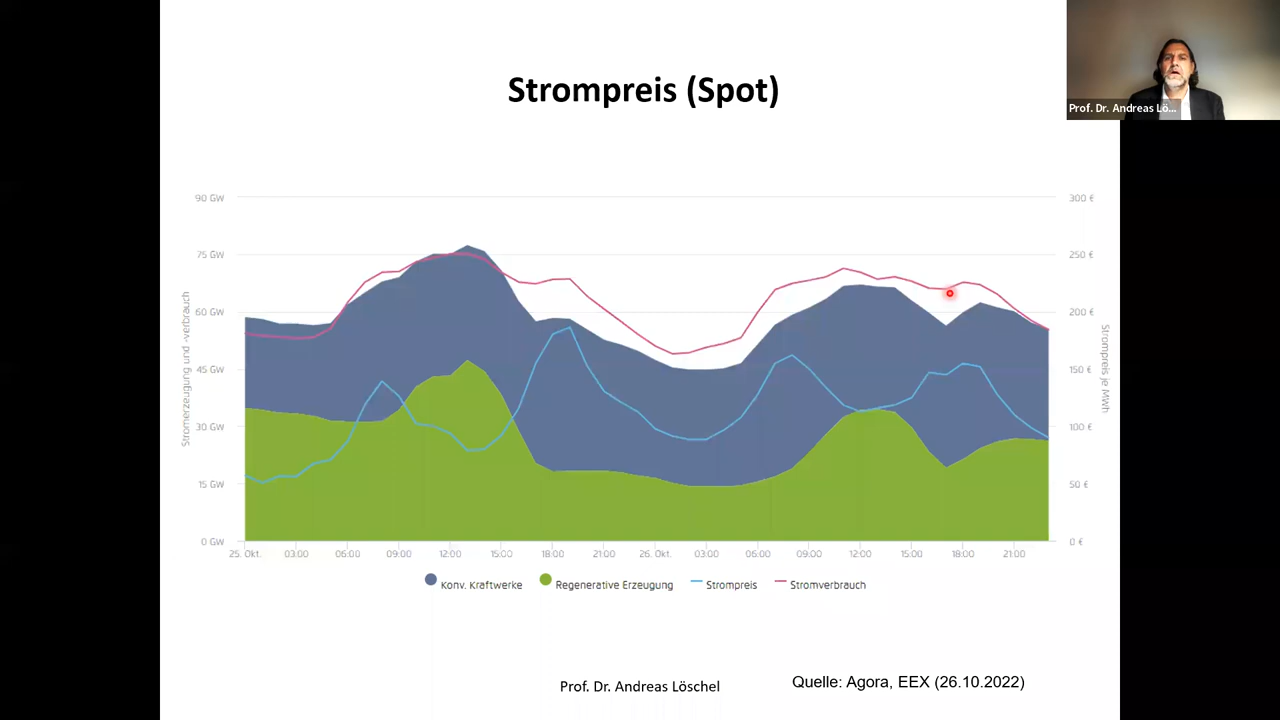 Strompreis (Spot)
Prof. Dr. Andreas Lö...
90 GW
75 GW
60 GW
45 GW
30 GW
15 GW
0 GW
Stromerzeugung und -verbrauch
300 €
250 €
200 €
150 €
100 €
50 €
0 €
Strompreis je MWh
25. Okt. 03:00 06:00 09:00 12:00 15:00 18:00 21:00 26. Okt. 03:00 06:00 09:00 12:00 15:00 18:00 21:00
Konv. Kraftwerke Regenerative Erzeugung Strompreis Stromverbrauch
Prof. Dr. Andreas Löschel
Quelle: Agora, EEX (26.10.2022)